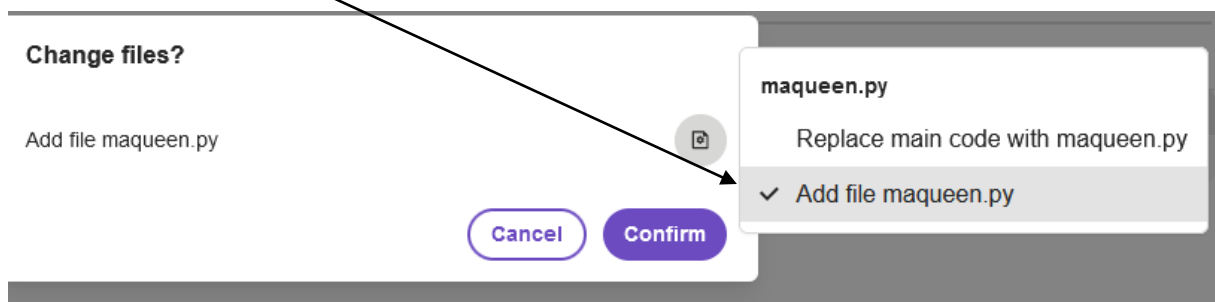 Change files?
Add file maqueen.py
Cancel
Confirm
maqueen.py
Replace main code with maqueen.py
Add file maqueen.py